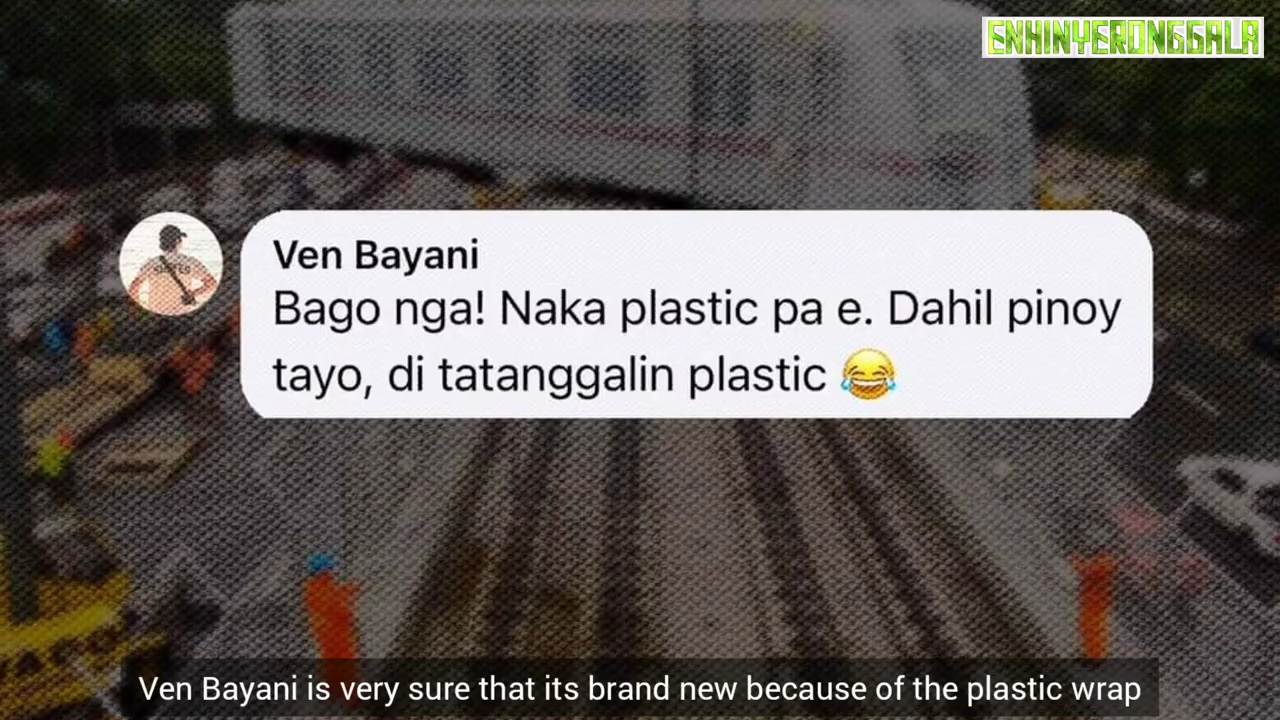 ENHINYERONGGALA
Ven Bayani
Bago nga! Naka plastic pa e. Dahil pinoy
tayo, di tatanggalin plastic 😂
Ven Bayani is very sure that its brand new because of the plastic wrap